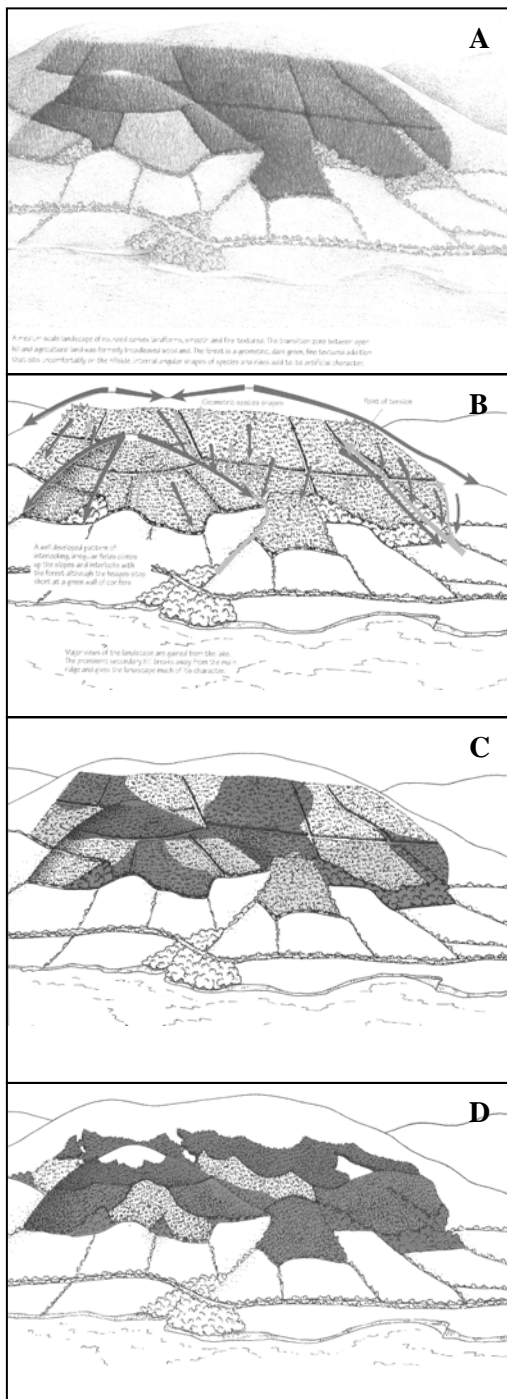 A
A medium scale landscape of rounded convex landforms, smooth and fine textured. The transition zone between open
hill and agricultural land was formerly broadleaved woodland. The forest is a geometric, dark green, fine textured addition
that sits uncomfortably on the hillside. Internal angular shapes of species and rides add to its artificial character.
B
Geometric species shapes
Point of tension
A well developed pattern of
interlocking, irregular fields climbs
up the slopes and interlocks with
the forest although the hedges stop
short at a green wall of conifers
Major views of the landscape are gained from the lake.
The prominent secondary hill breaks away from the main
ridge and gives the landscape much of its character.
C
D